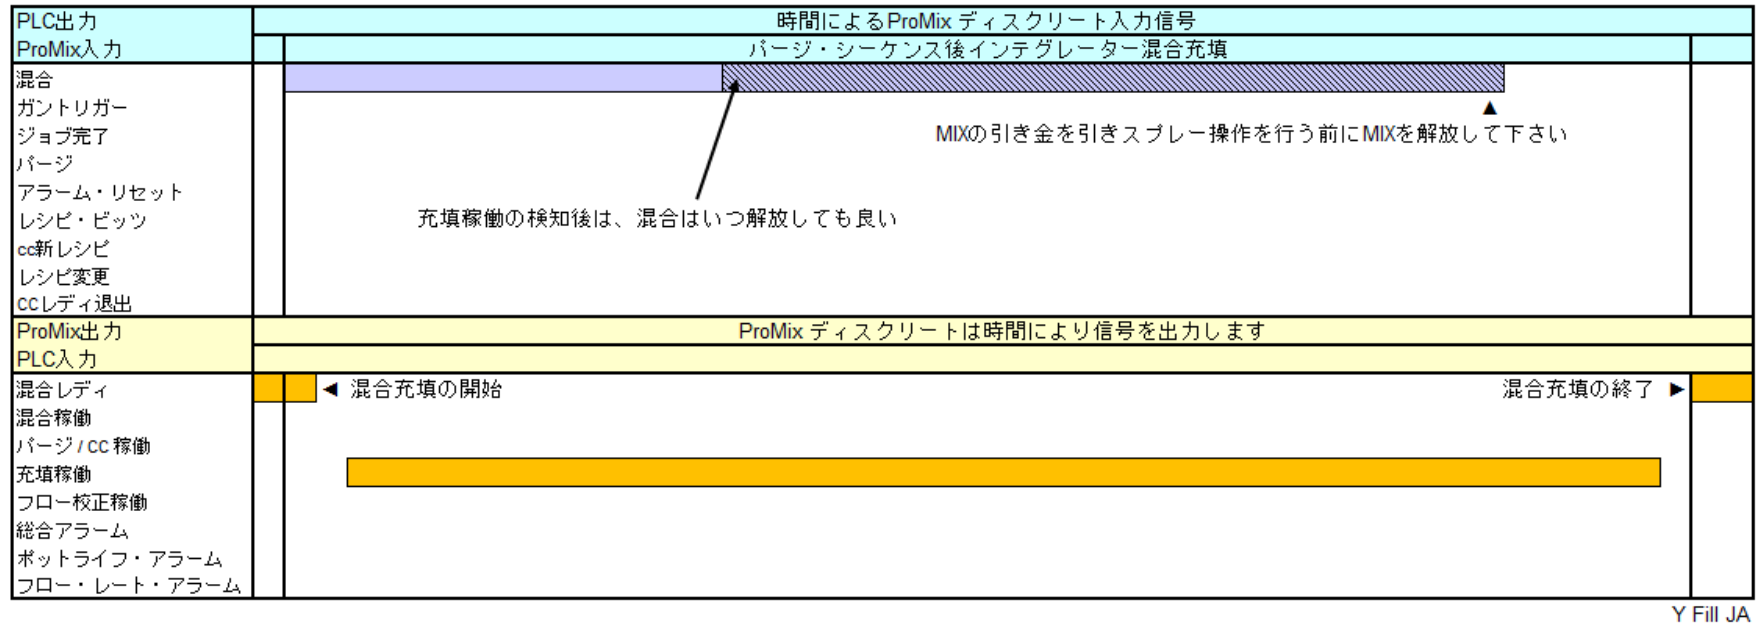 PLC出力
時間によるProMix ディスクリート入力信号
ProMix入力
パージ・シーケンス後インテグレーター混合充填
混合
ガントリガー
ジョブ完了
MIXの引き金を引きスプレー操作を行う前にMIXを解放して下さい
パージ
アラーム・リセット
レシピ・ビッツ
充填稼働の検知後は、混合はいつ解放しても良い
cc新レシピ
レシピ変更
CCレディ退出
ProMix出力
ProMix ディスクリートは時間により信号を出力します
PLC入力
混合レディ
◄ 混合充填の開始
混合充填の終了 ►
混合稼働
パージ / CC 稼働
充填稼働
フロー校正稼働
総合アラーム
ポットライフ・アラーム
フロー・レート・アラーム
Y Fill JA